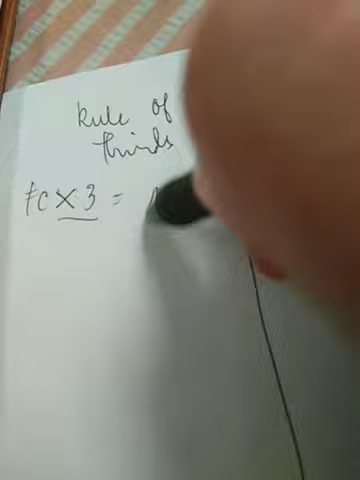 Rule of
thirds
fc × 3 =